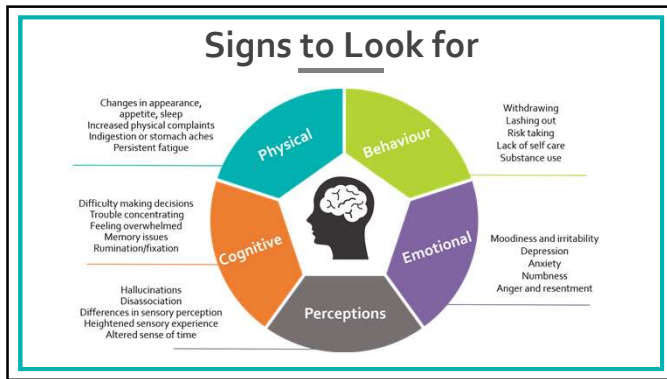 Signs to Look for
Changes in appearance,
appetite, sleep
Increased physical complaints
Indigestion or stomach aches
Persistent fatigue
Physical
Behaviour
Withdrawing
Lashing out
Risk taking
Lack of self care
Substance use
Difficulty making decisions
Trouble concentrating
Feeling overwhelmed
Memory issues
Rumination/fixation
Cognitive
Emotional
Moodiness and irritability
Depression
Anxiety
Numbness
Anger and resentment
Hallucinations
Disassociation
Differences in sensory perception
Heightened sensory experience
Altered sense of time
Perceptions